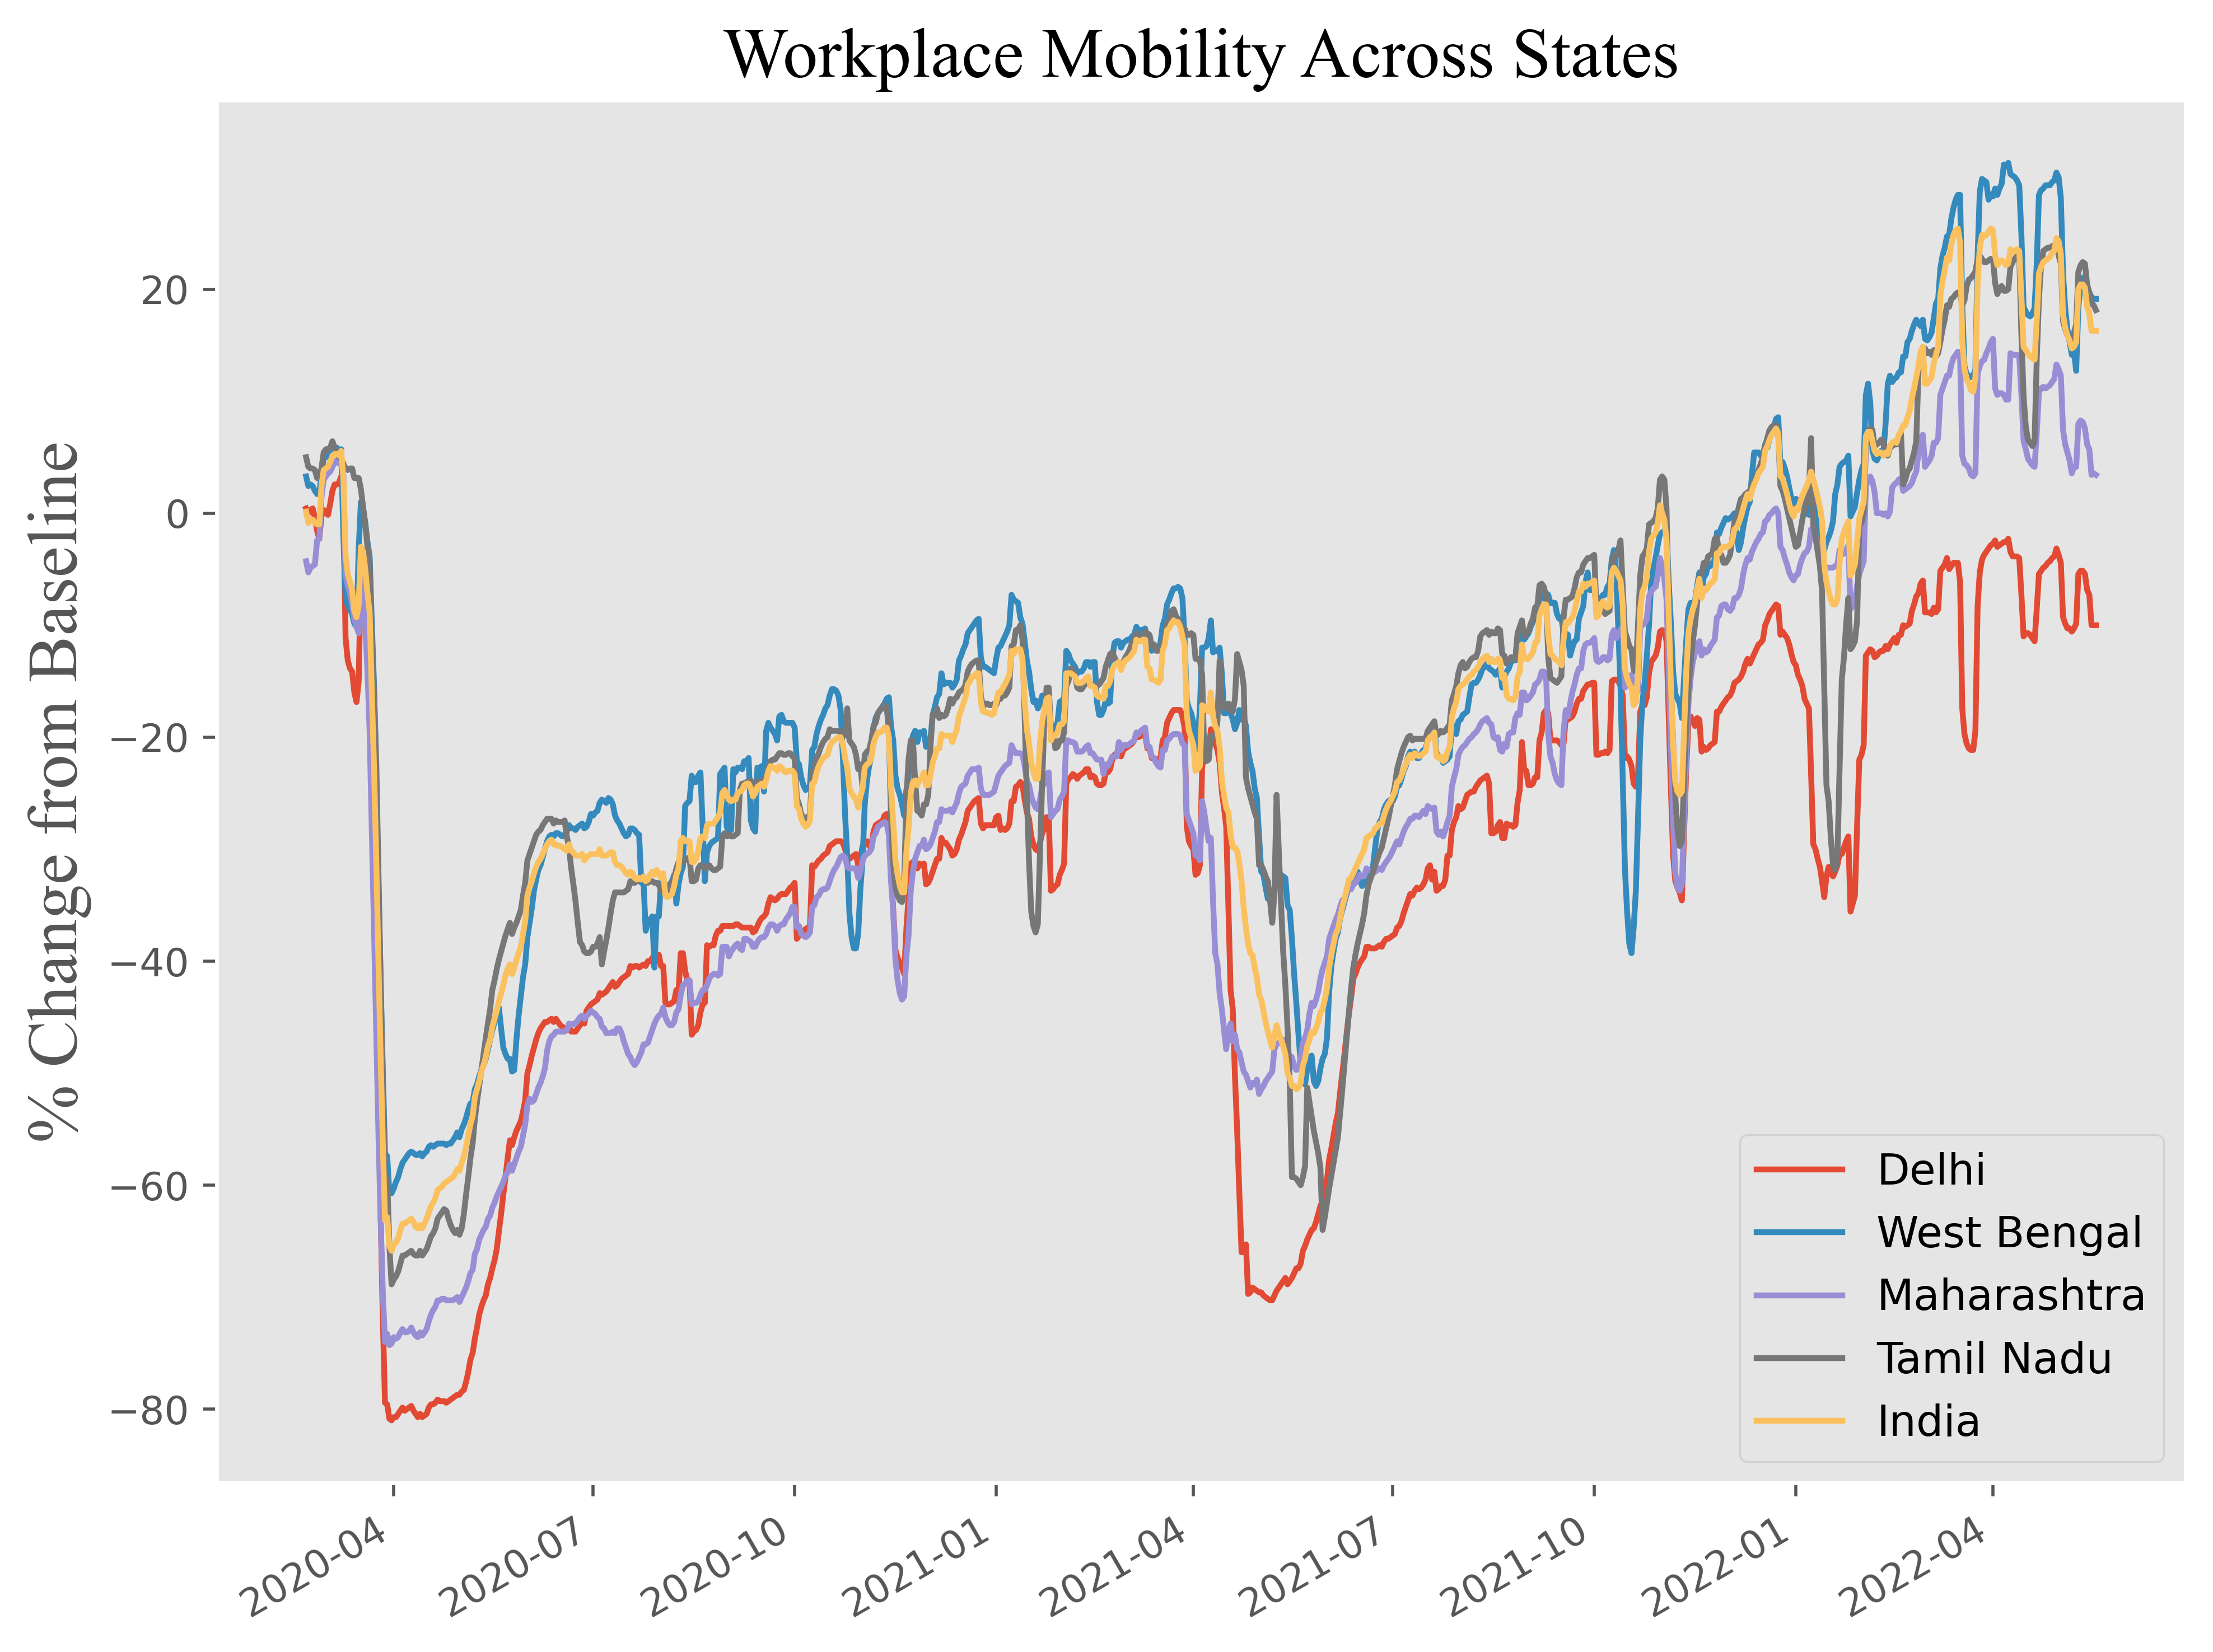 Workplace Mobility Across States
% Change from Baseline
20
0
−20
−40
−60
−80
2020-04
2020-07
2020-10
2021-01
2021-04
2021-07
2021-10
2022-01
2022-04
Delhi
West Bengal
Maharashtra
Tamil Nadu
India